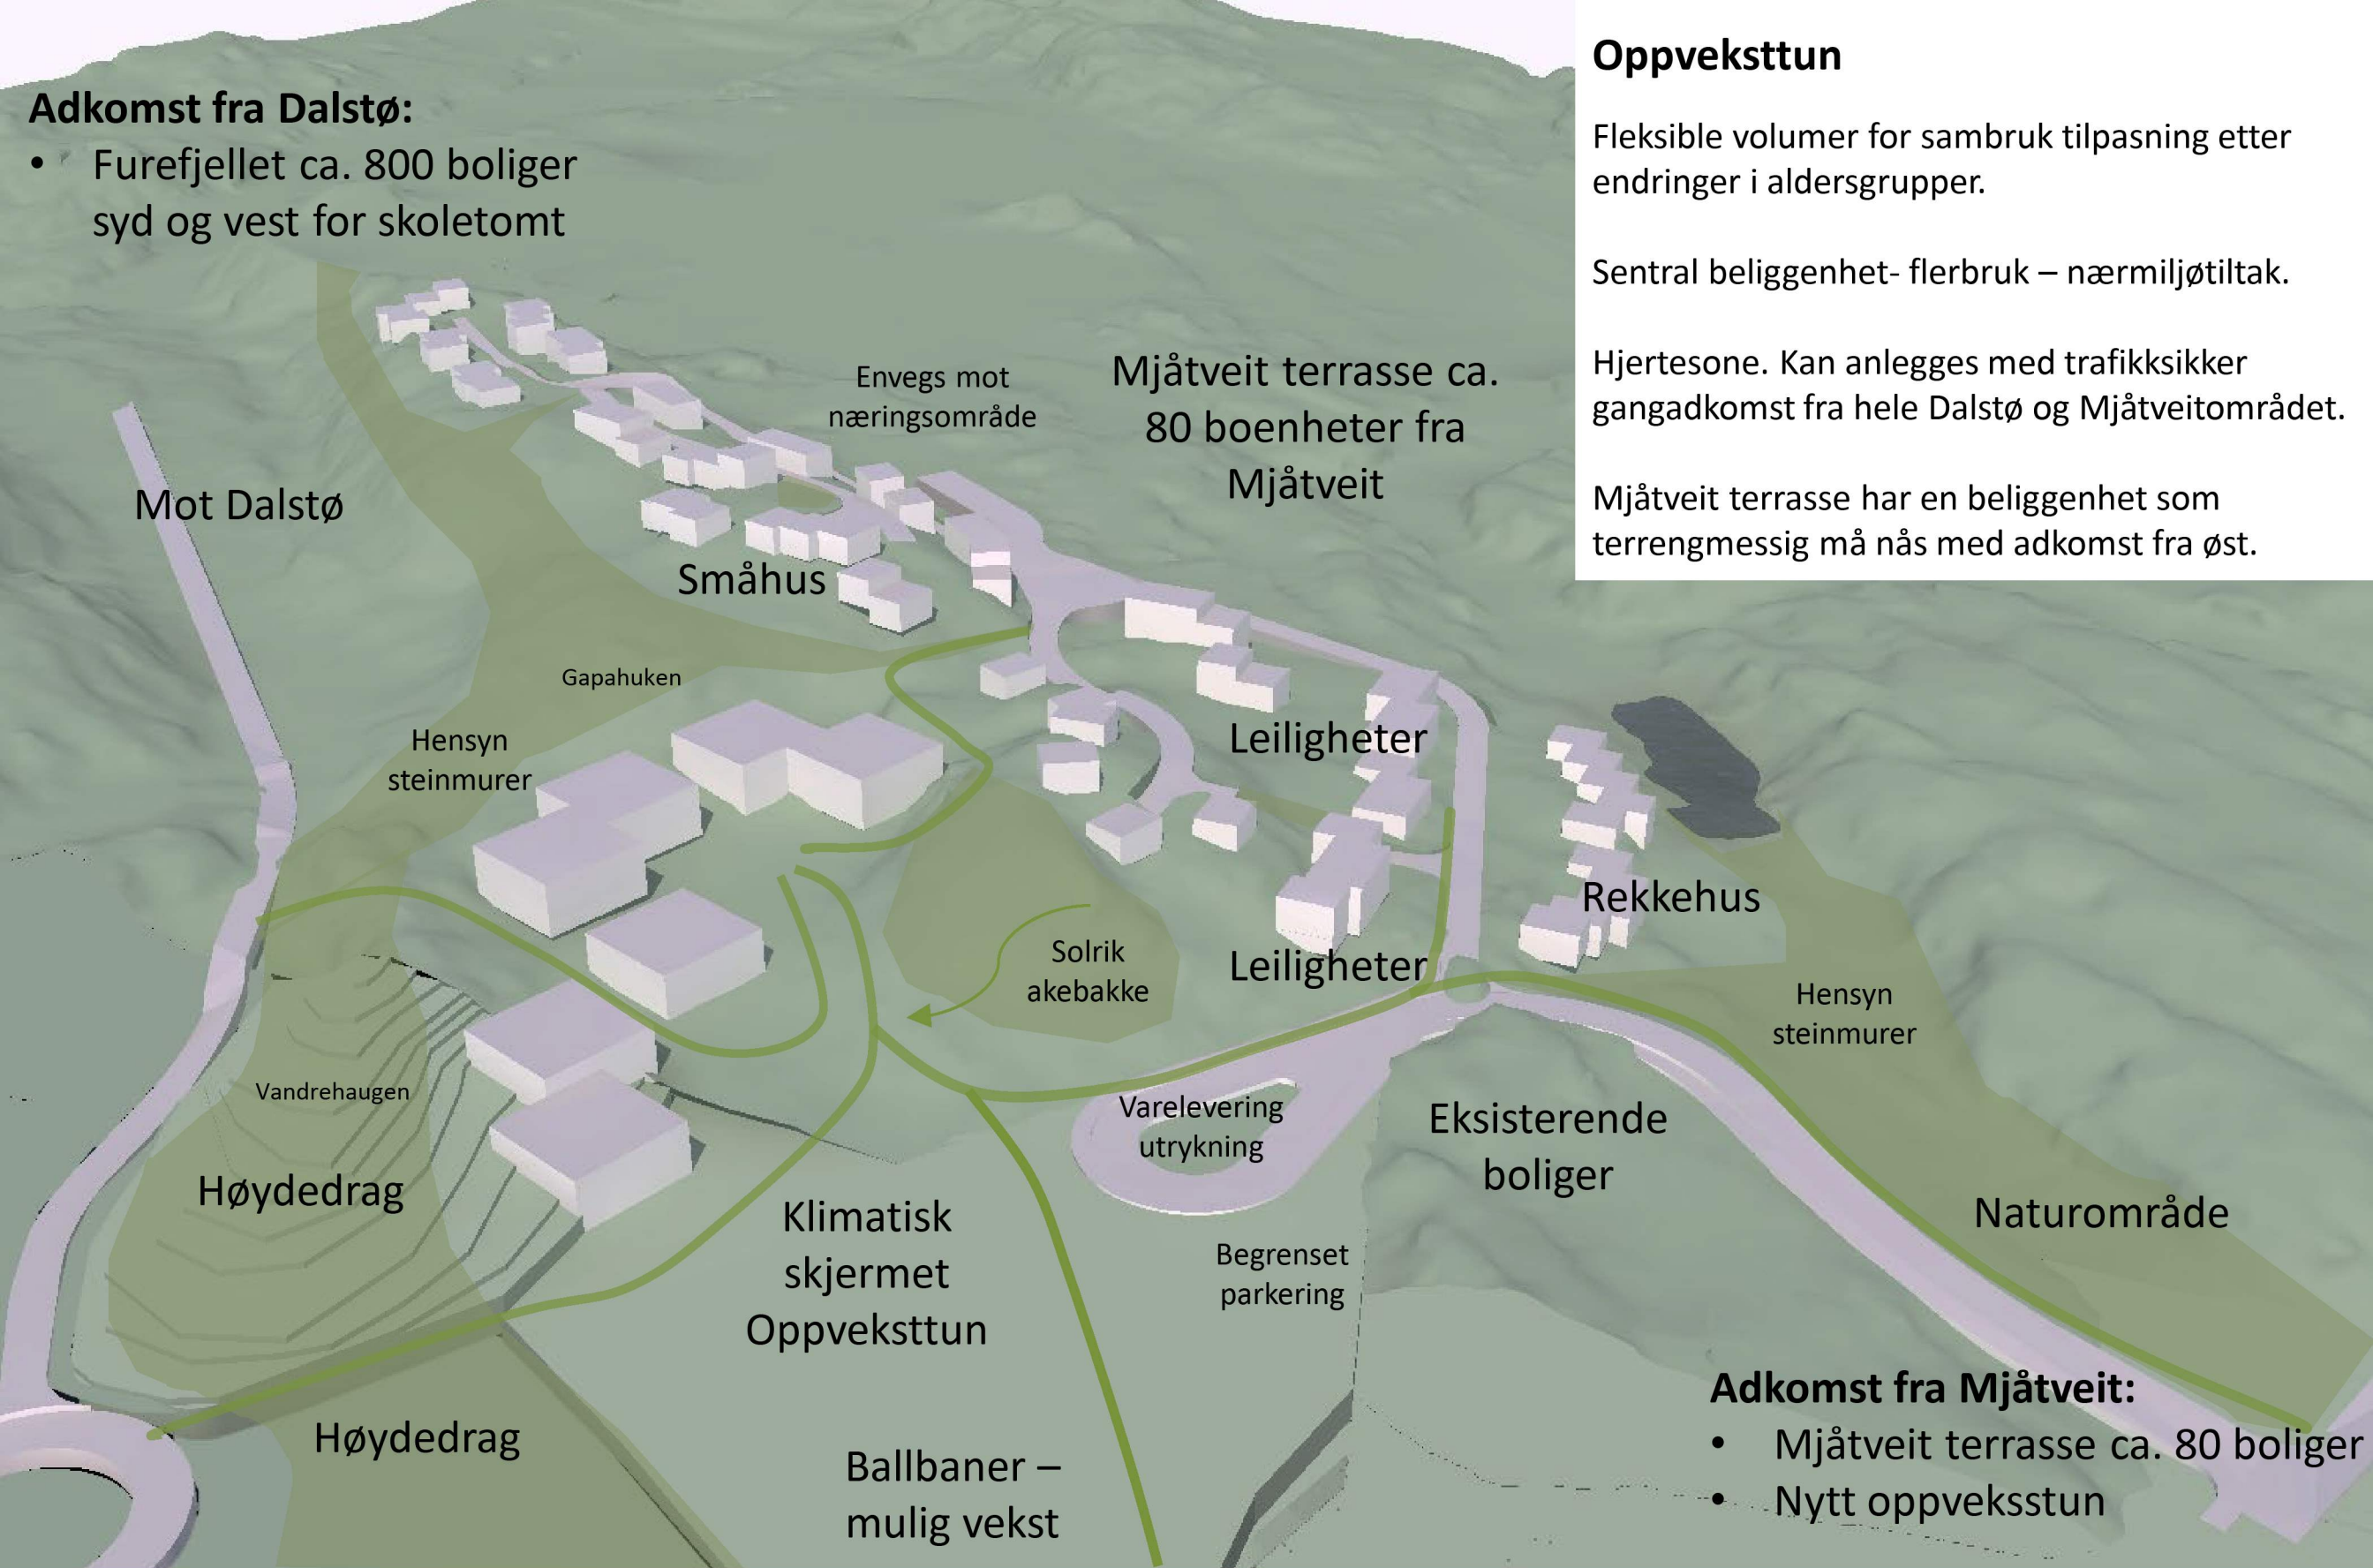 Oppveksttun
Fleksible volumer for sambruk tilpasning etter
endringer i aldersgrupper.
Sentral beliggenhet- flerbruk – nærmiljøtiltak.
Hjertesone. Kan anlegges med trafikksikker
gangadkomst fra hele Dalstø og Mjåtveitområdet.
Mjåtveit terrasse har en beliggenhet som
terrengmessig må nås med adkomst fra øst.
Adkomst fra Dalstø:
• Furefjellet ca. 800 boliger
syd og vest for skoletomt
Envegs mot
næringsområde
Mjåtveit terrasse ca.
80 boenheter fra
Mjåtveit
Mot Dalstø
Småhus
Gapahuken
Hensyn
steinmurer
Leiligheter
Rekkehus
Solrik
akebakke
Leiligheter
Hensyn
steinmurer
Vandrehaugen
Varelevering
utrykning
Eksisterende
boliger
Høydedrag
Klimatisk
skjermet
Oppveksttun
Naturområde
Begrenset
parkering
Høydedrag
Ballbaner –
mulig vekst
Adkomst fra Mjåtveit:
• Mjåtveit terrasse ca. 80 boliger
• Nytt oppveksstun